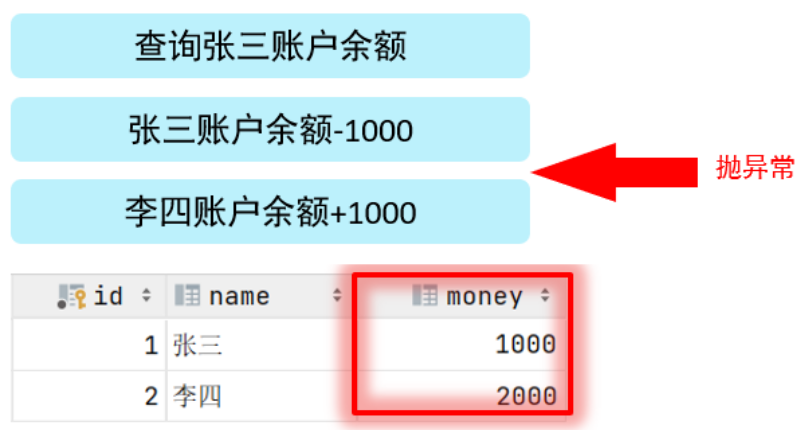 查询张三账户余额
张三账户余额-1000
抛异常
李四账户余额+1000
id name money
1 张三 1000
2 李四 2000